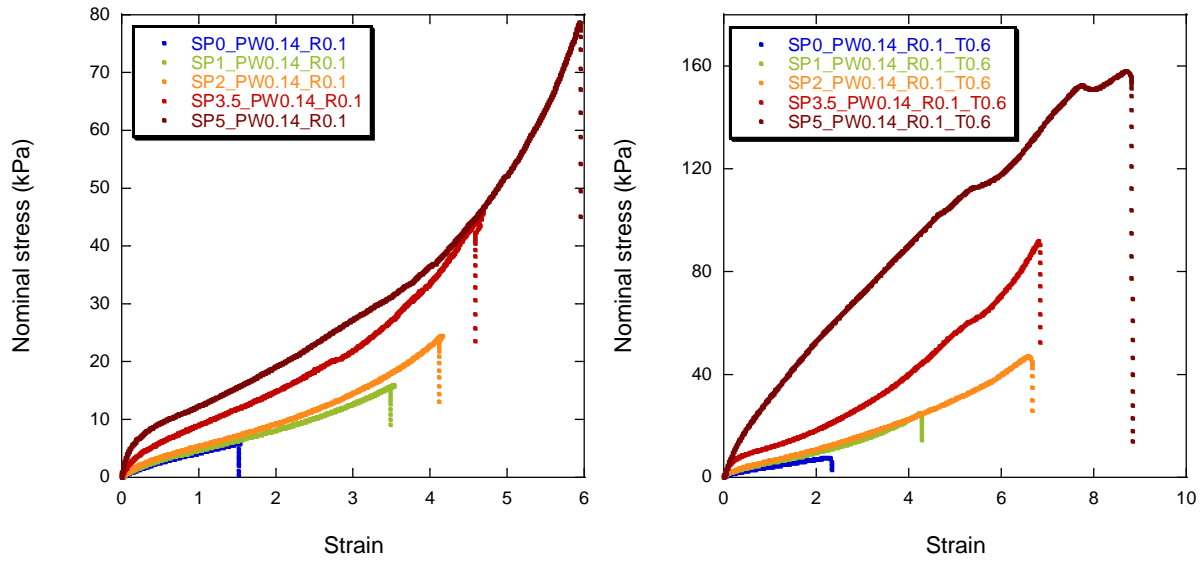 80
70
60
50
40
30
20
10
0
Nominal stress (kPa)
SP0_PW0.14_R0.1
SP1_PW0.14_R0.1
SP2_PW0.14_R0.1
SP3.5_PW0.14_R0.1
SP5_PW0.14_R0.1
0 1 2 3 4 5 6
Strain
160
120
80
40
0
Nominal stress (kPa)
SP0_PW0.14_R0.1_T0.6
SP1_PW0.14_R0.1_T0.6
SP2_PW0.14_R0.1_T0.6
SP3.5_PW0.14_R0.1_T0.6
SP5_PW0.14_R0.1_T0.6
0 2 4 6 8 10
Strain